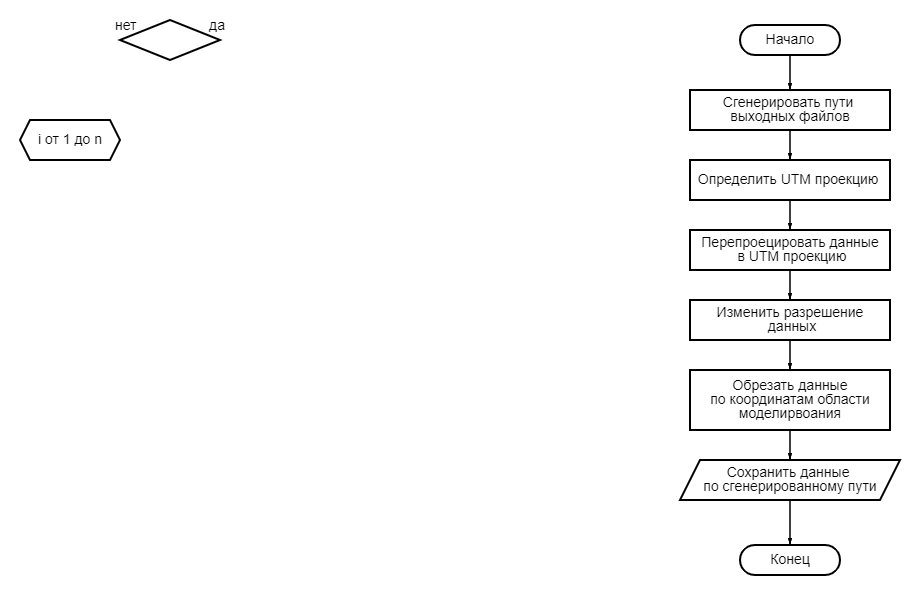 нет да
i от 1 до n
Начало
Сгенерировать пути
выходных файлов
Определить UTM проекцию
Перепроецировать данные
в UTM проекцию
Изменить разрешение
данных
Обрезать данные
по координатам области
моделирвоания
Сохранить данные
по сгенерированному пути
Конец